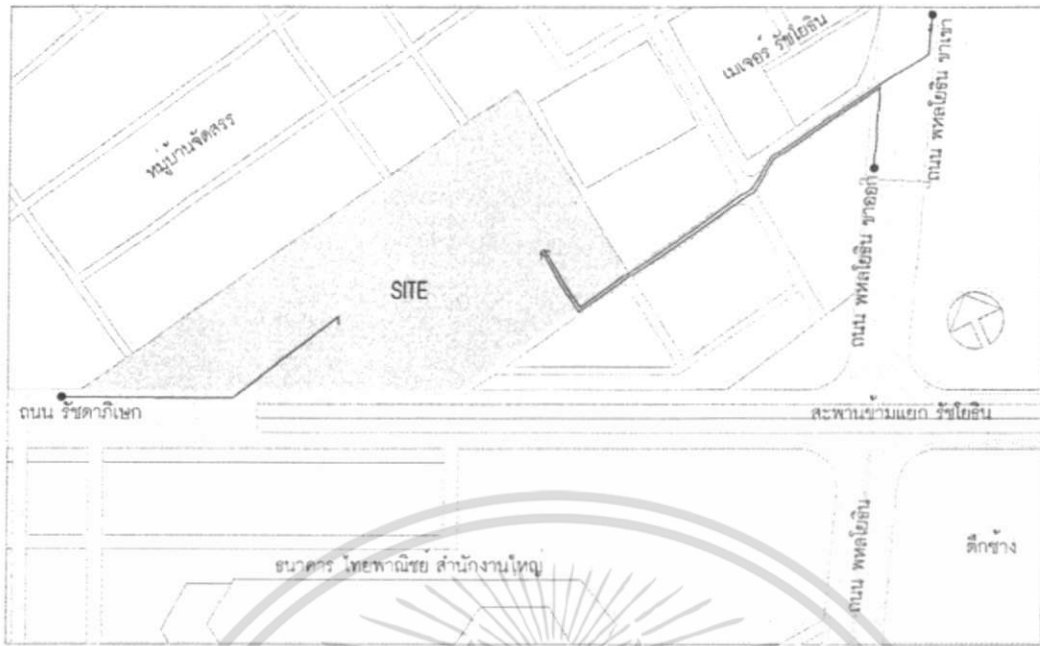 เมเจอร์ รัชโยธิน
ถนน พหลโยธิน ขาเขา
หมู่บ้านจัดสรร
ถนน พหลโยธิน ขาออก
SITE
ถนน รัชดาภิเษก
สะพานข้ามแยก รัชโยธิน
ถนน พหลโยธิน
ตึกช้าง
ธนาคาร ไทยพาณิชย์ สำนักงานใหญ่